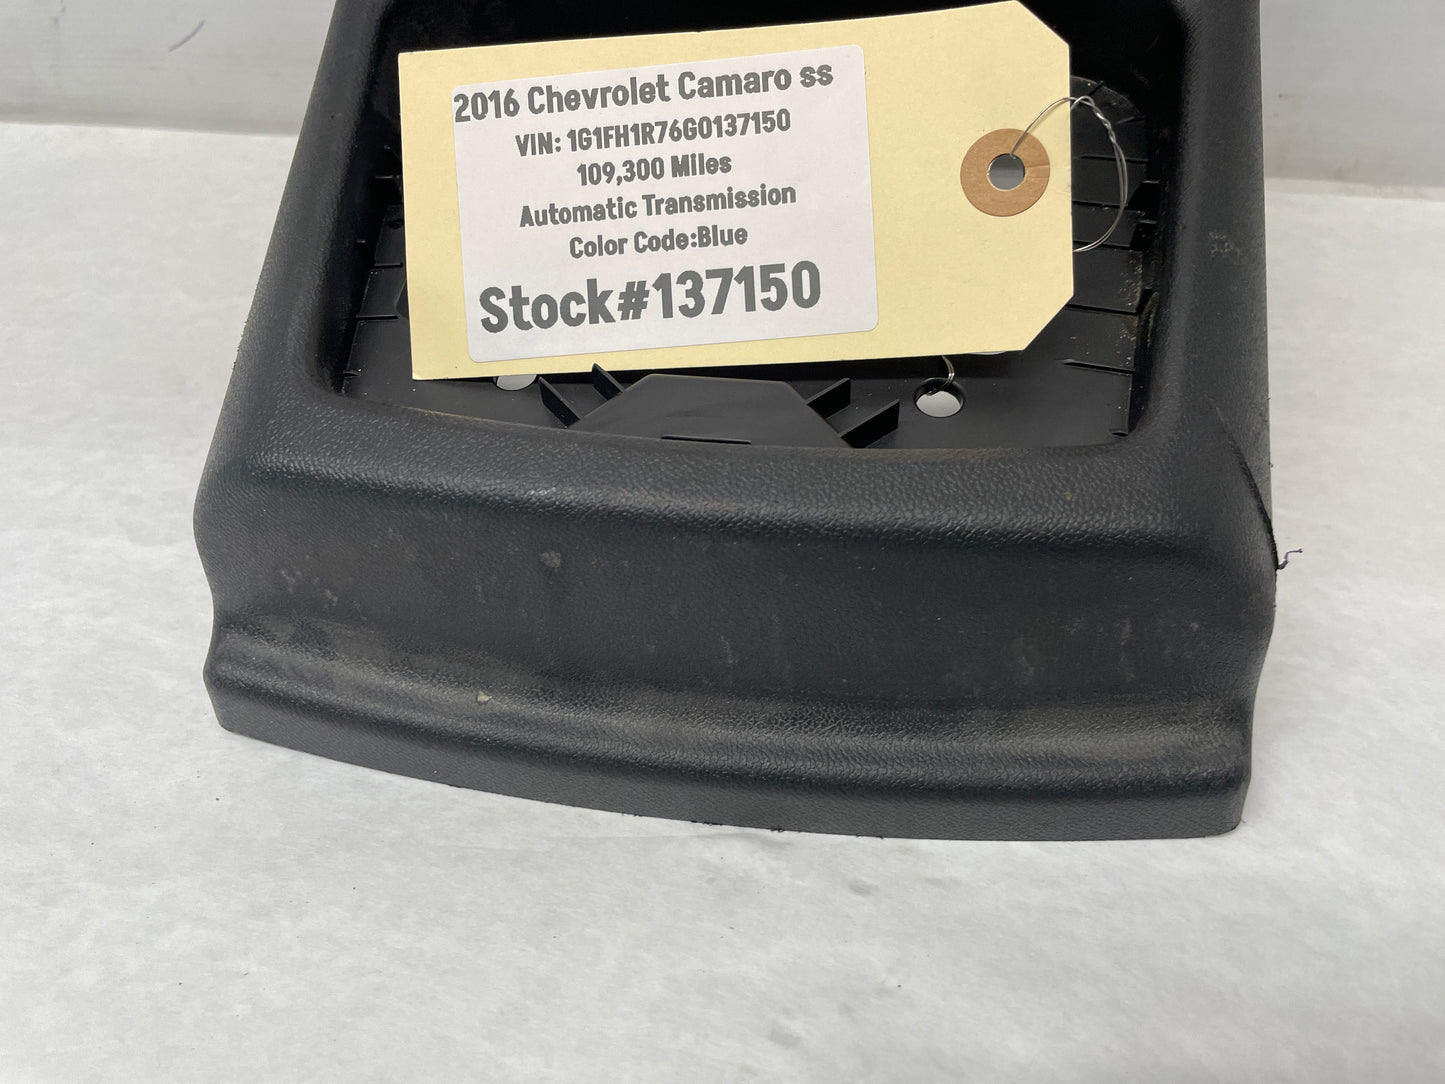 2016 Chevrolet Camaro ss
VIN: 1G1FH1R76G0137150
109,300 Miles
Automatic Transmission
Color Code:Blue
Stock#137150